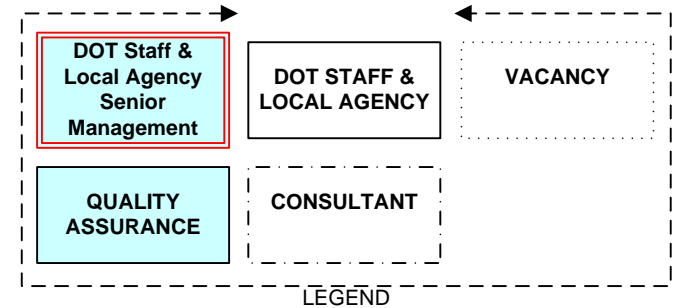 DOT Staff &
Local Agency
Senior
Management
DOT STAFF &
LOCAL AGENCY
VACANCY
QUALITY
ASSURANCE
CONSULTANT
LEGEND